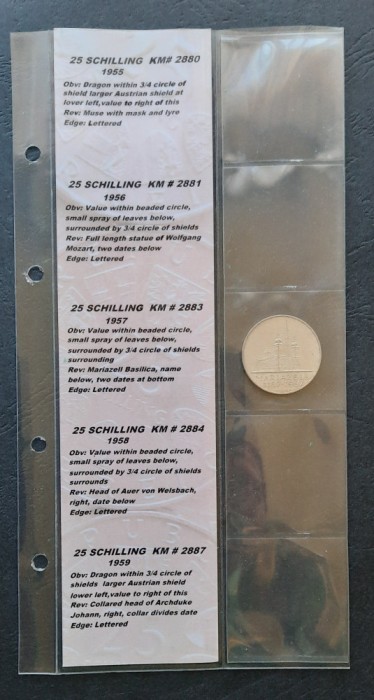 25 SCHILLING KM# 2880
1955
Obv: Dragon within 3/4 circle of
shield larger Austrian shield at
lover left,value to right of this
Rev: Muse with mask and lyre
Edge: Lettered
25 SCHILLING KM # 2881
1956
Obv: Value within beaded circle,
small spray of leaves below,
surrounded by 3/4 circle of shields
Rev: Full length statue of Wolfgang
Mozart, two dates below
Edge: Lettered
25 SCHILLING KM # 2883
1957
Obv: Value within beaded circle,
small spray of leaves below,
surrounded by 3/4 circle of shields
surrounding
Rev: Mariazell Basilica, name
below, two dates at bottom
Edge: Lettered
25 SCHILLING KM # 2884
1958
Obv: Value within beaded circle,
small spray of leaves below,
surrounded by 3/4 circle of shields
surrounds
Rev: Head of Auer von Welsbach,
right, date below
Edge: Lettered
25 SCHILLING KM # 2887
1959
Obv: Dragon within 3/4 circle of
shields larger Austrian shield
lower left,value to right of this
Rev: Collared head of Archduke
Johann, right, collar divides date
Edge: Lettered